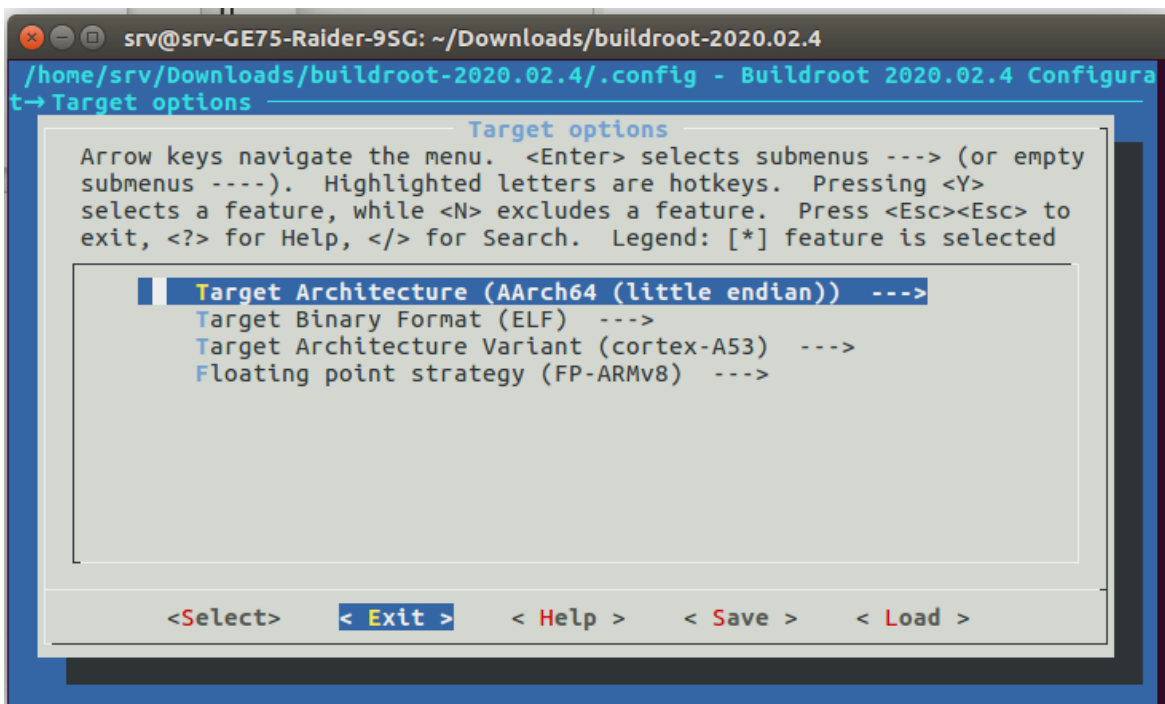 srv@srv-GE75-Raider-9SG: ~/Downloads/buildroot-2020.02.4
/home/srv/Downloads/buildroot-2020.02.4/.config - Buildroot 2020.02.4 Configura
t→ Target options
Target options
Arrow keys navigate the menu.  <Enter> selects submenus ---> (or empty
submenus ----).  Highlighted letters are hotkeys.  Pressing <Y>
selects a feature, while <N> excludes a feature.  Press <Esc><Esc> to
exit, <?> for Help, </> for Search.  Legend: [*] feature is selected
Target Architecture (AArch64 (little endian))  --->
Target Binary Format (ELF)  --->
Target Architecture Variant (cortex-A53)  --->
Floating point strategy (FP-ARMv8)  --->
<Select>    < Exit >    < Help >    < Save >    < Load >